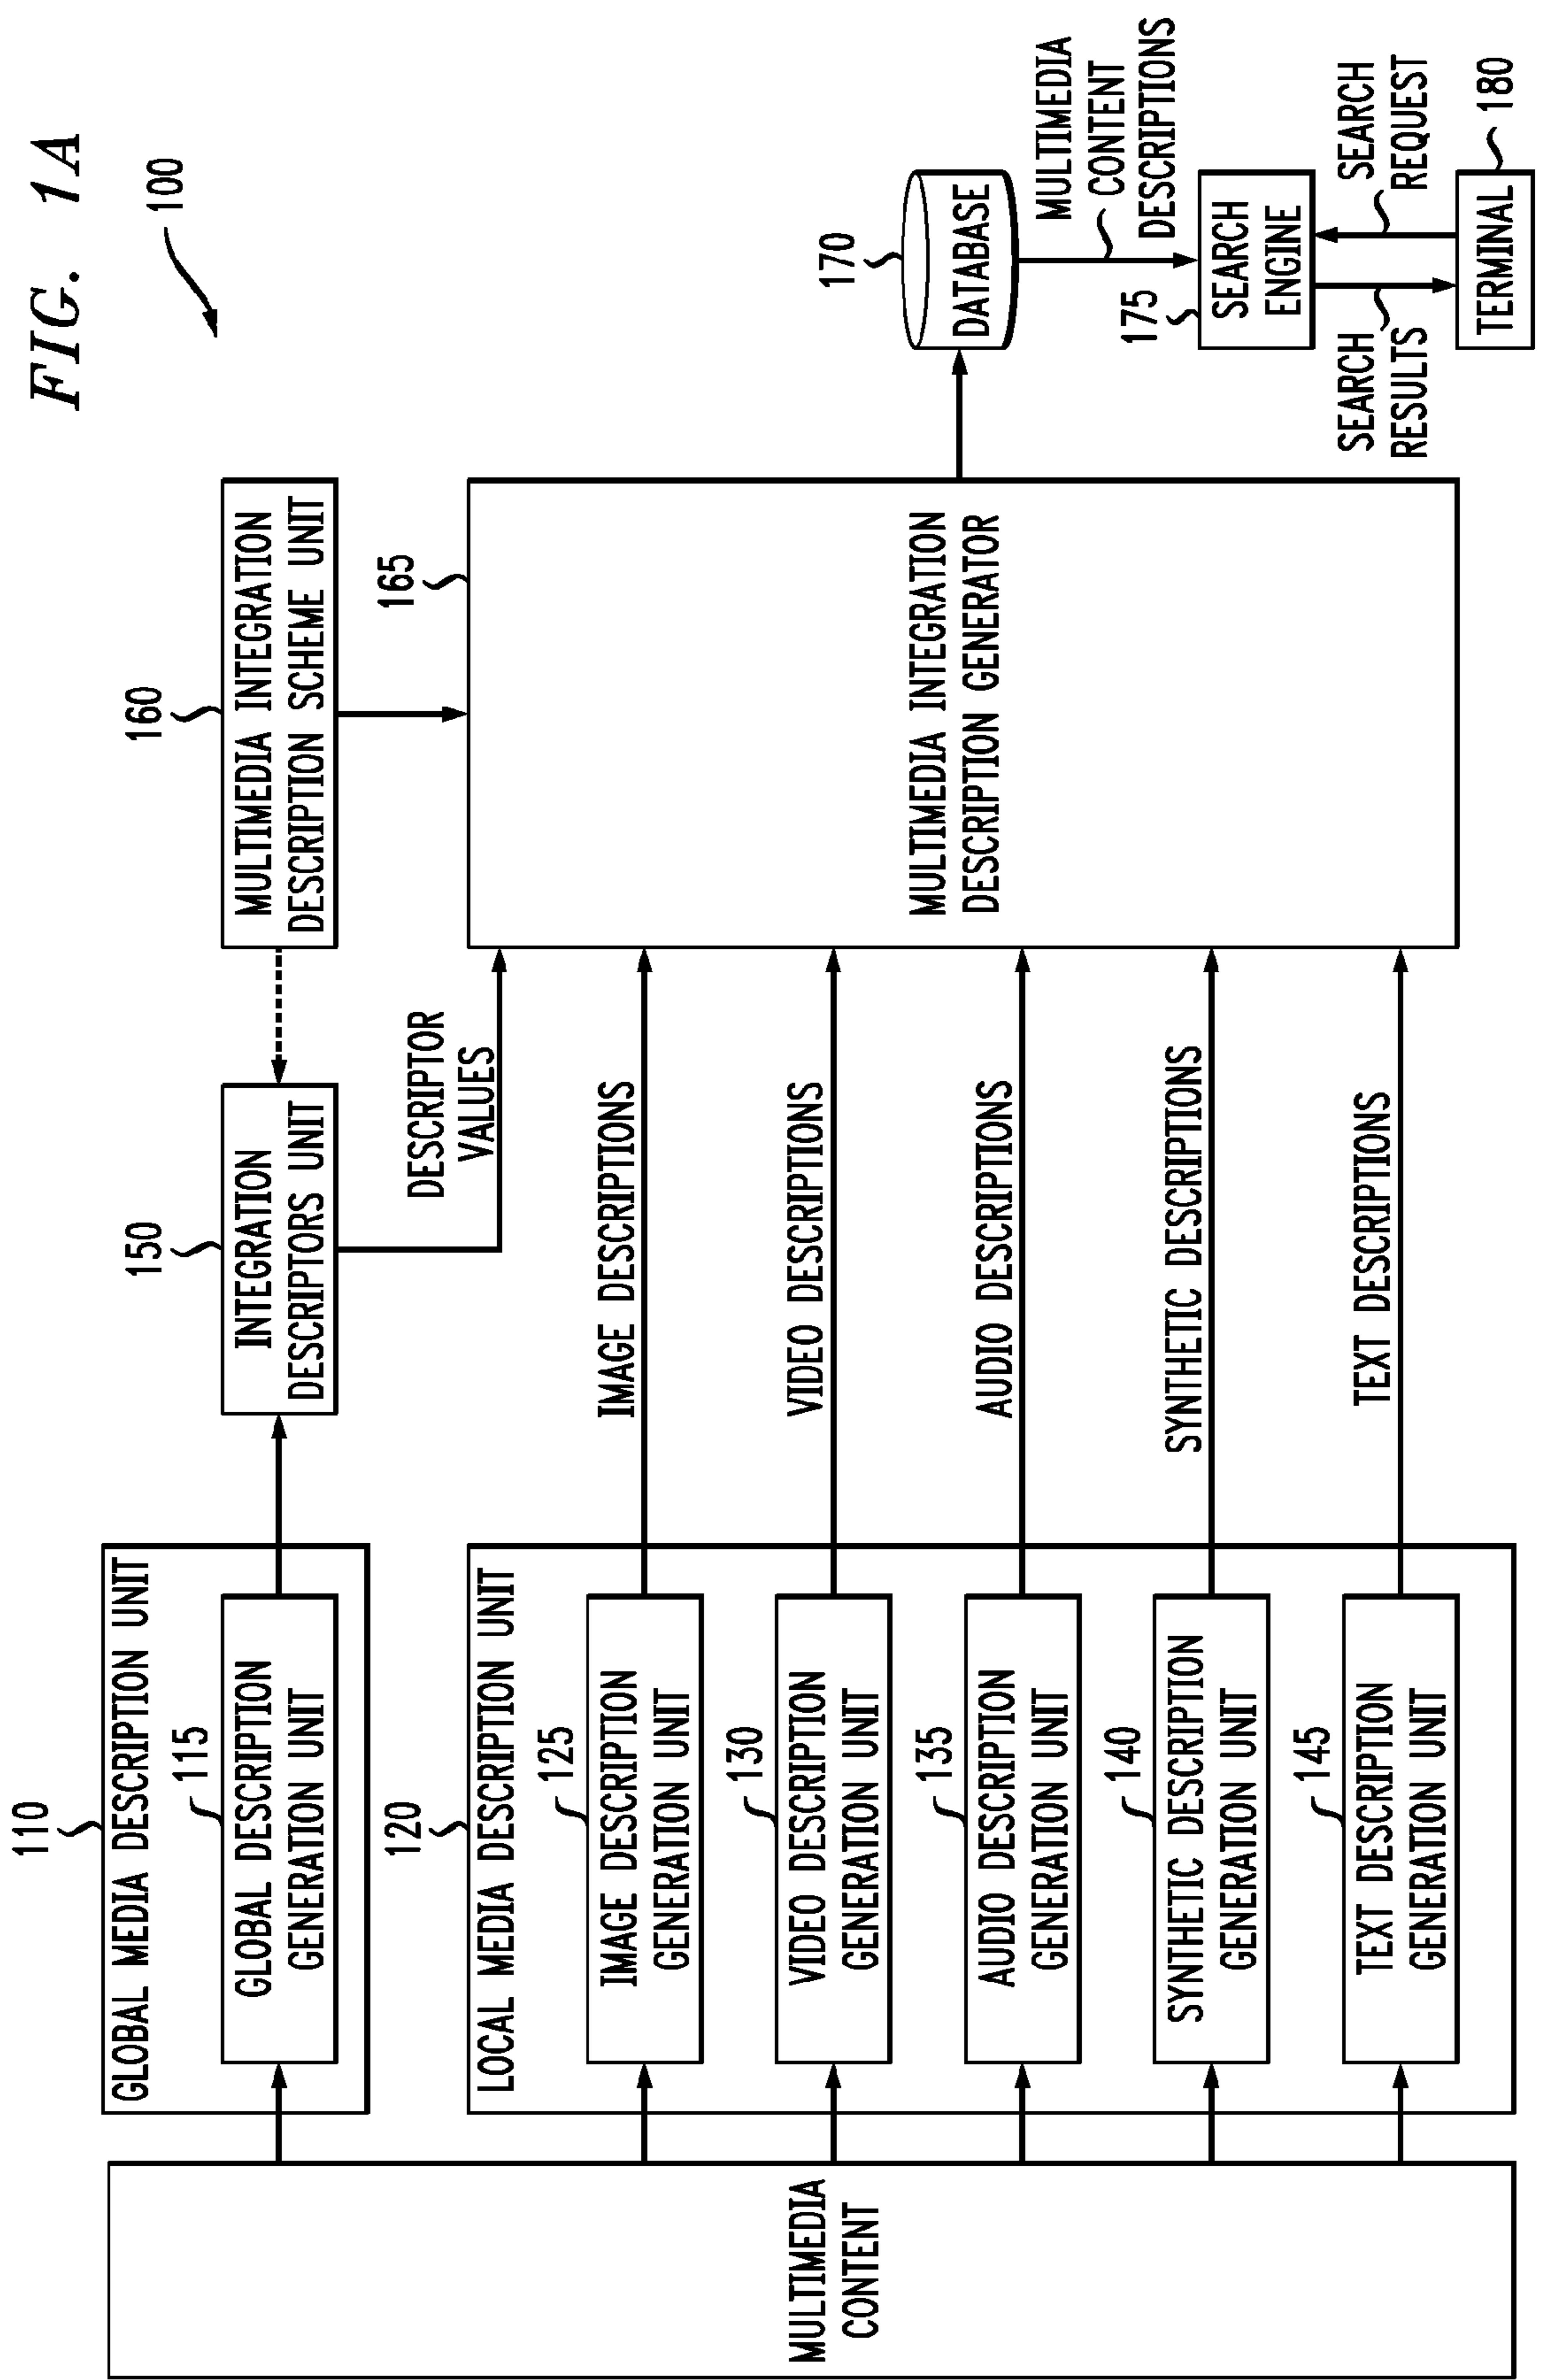 FIG. 1A
100
110
GLOBAL MEDIA DESCRIPTION UNIT
115
GLOBAL DESCRIPTION
GENERATION UNIT
150
INTEGRATION
DESCRIPTORS UNIT
160
MULTIMEDIA INTEGRATION
DESCRIPTION SCHEME UNIT
DESCRIPTOR
VALUES
120
LOCAL MEDIA DESCRIPTION UNIT
125
IMAGE DESCRIPTION
GENERATION UNIT
IMAGE DESCRIPTIONS
130
VIDEO DESCRIPTION
GENERATION UNIT
VIDEO DESCRIPTIONS
135
AUDIO DESCRIPTION
GENERATION UNIT
AUDIO DESCRIPTIONS
140
SYNTHETIC DESCRIPTION
GENERATION UNIT
SYNTHETIC DESCRIPTIONS
145
TEXT DESCRIPTION
GENERATION UNIT
TEXT DESCRIPTIONS
MULTIMEDIA
CONTENT
165
MULTIMEDIA INTEGRATION
DESCRIPTION GENERATOR
170
DATABASE
MULTIMEDIA
CONTENT
DESCRIPTIONS
175
SEARCH
ENGINE
SEARCH
RESULTS
SEARCH
REQUEST
TERMINAL
180